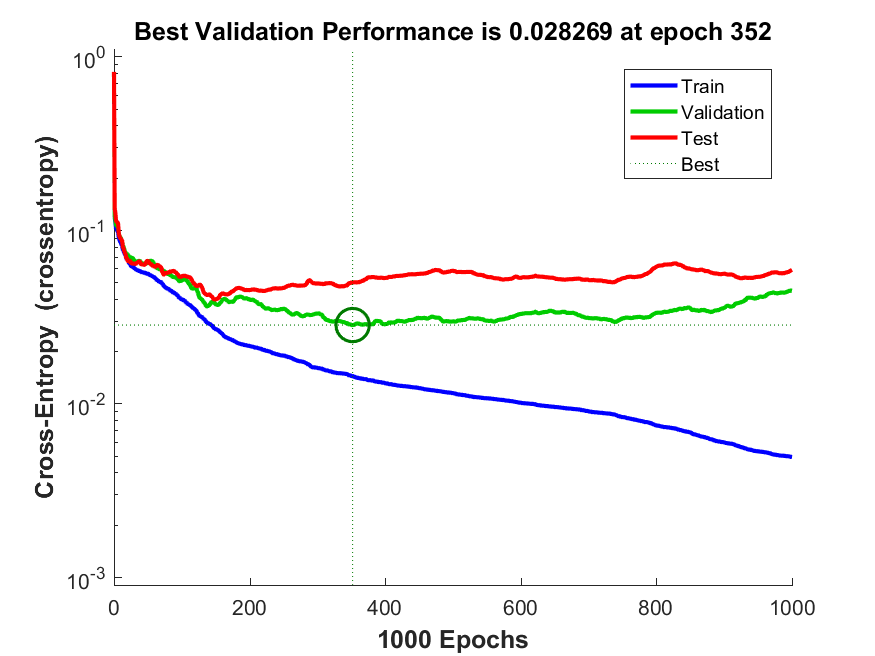 Best Validation Performance is 0.028269 at epoch 352
10^0
10^-1
10^-2
10^-3
Cross-Entropy (crossentropy)
Train
Validation
Test
Best
0 200 400 600 800 1000
1000 Epochs